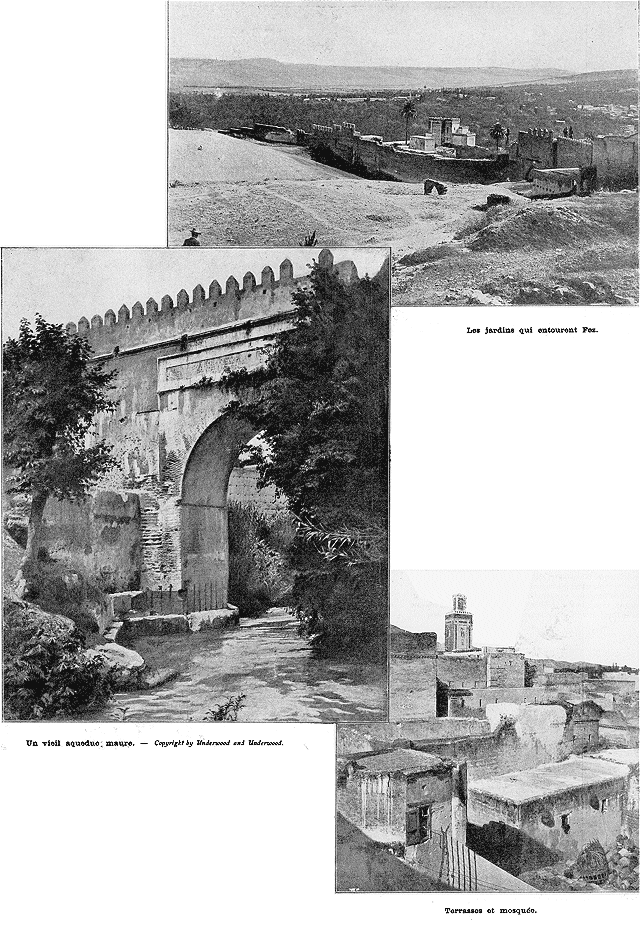 Les jardins qui entourent Fez.
Un vieil aqueduc maure. — Copyright by Underwood and Underwood.
Terrasses et mosquée.